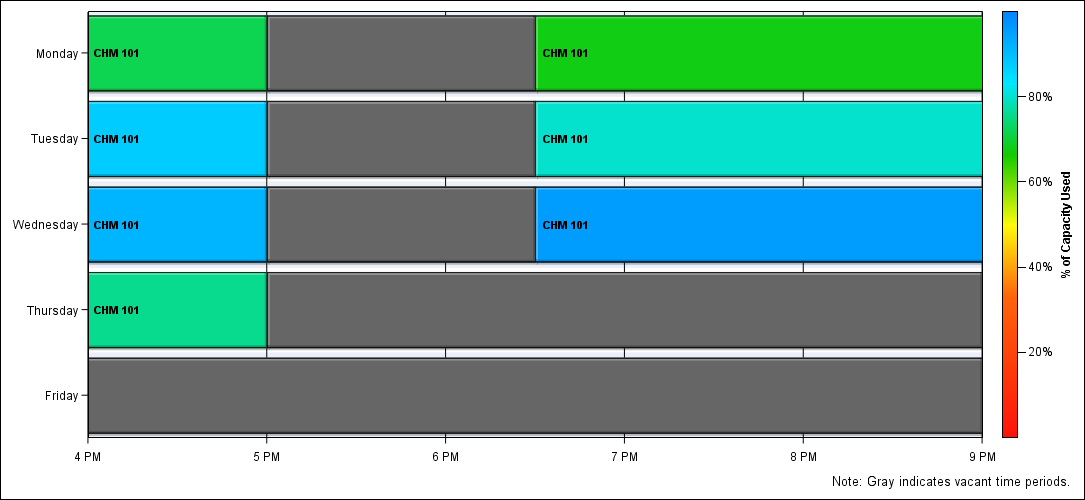 Monday
CHM 101
CHM 101
Tuesday
CHM 101
CHM 101
Wednesday
CHM 101
CHM 101
Thursday
CHM 101
Friday
4 PM
5 PM
6 PM
7 PM
8 PM
9 PM
80%
60%
40%
20%
% of Capacity Used
Note: Gray indicates vacant time periods.